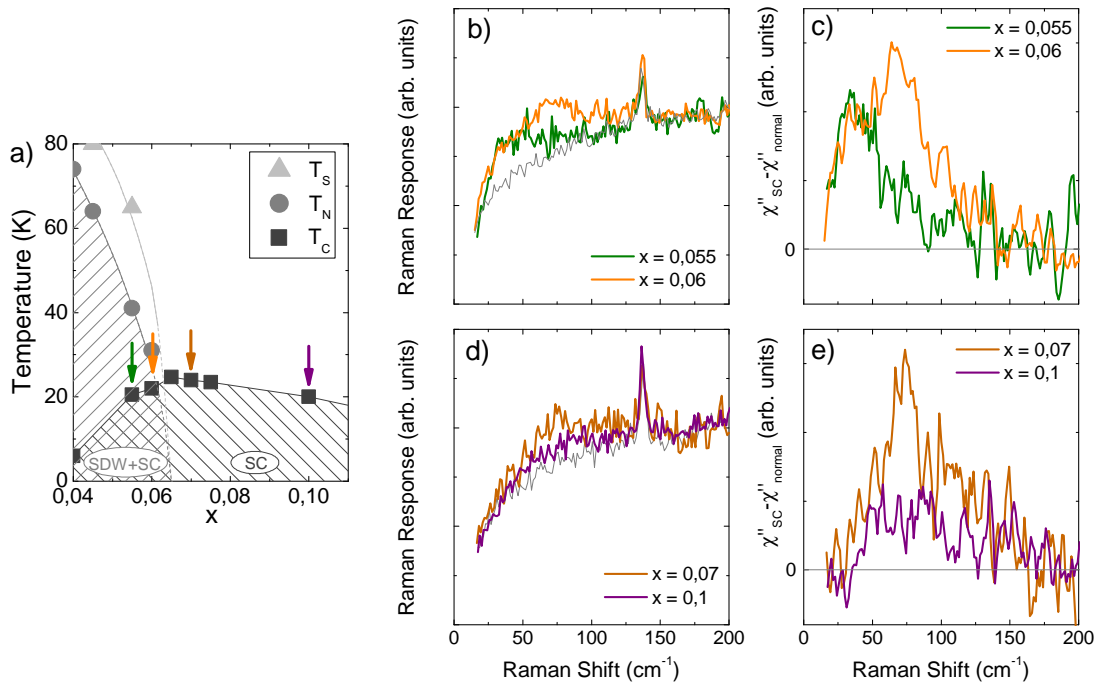 a)
80
60
40
20
0
Temperature (K)
T_S
T_N
T_C
SDW+SC
SC
0,04 0,06 0,08 0,10
x
b)
Raman Response (arb. units)
x = 0,055
x = 0,06
c)
χ''_SC-χ''_normal (arb. units)
x = 0,055
x = 0,06
0
d)
Raman Response (arb. units)
x = 0,07
x = 0,1
0 50 100 150 200
Raman Shift (cm⁻¹)
e)
χ''_SC-χ''_normal (arb. units)
x = 0,07
x = 0,1
0
0 50 100 150 200
Raman Shift (cm⁻¹)